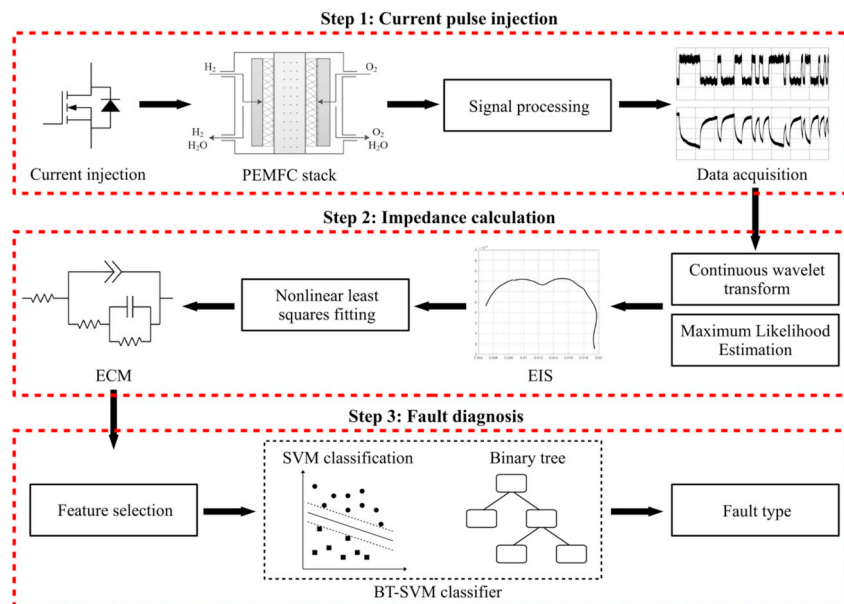 Step 1: Current pulse injection
H₂
O₂
H₂
H₂O
O₂
H₂O
Signal processing
Current injection
PEMFC stack
Data acquisition
Step 2: Impedance calculation
Continuous wavelet
transform
Maximum Likelihood
Estimation
Nonlinear least
squares fitting
ECM
EIS
Step 3: Fault diagnosis
SVM classification
Binary tree
Feature selection
Fault type
BT-SVM classifier